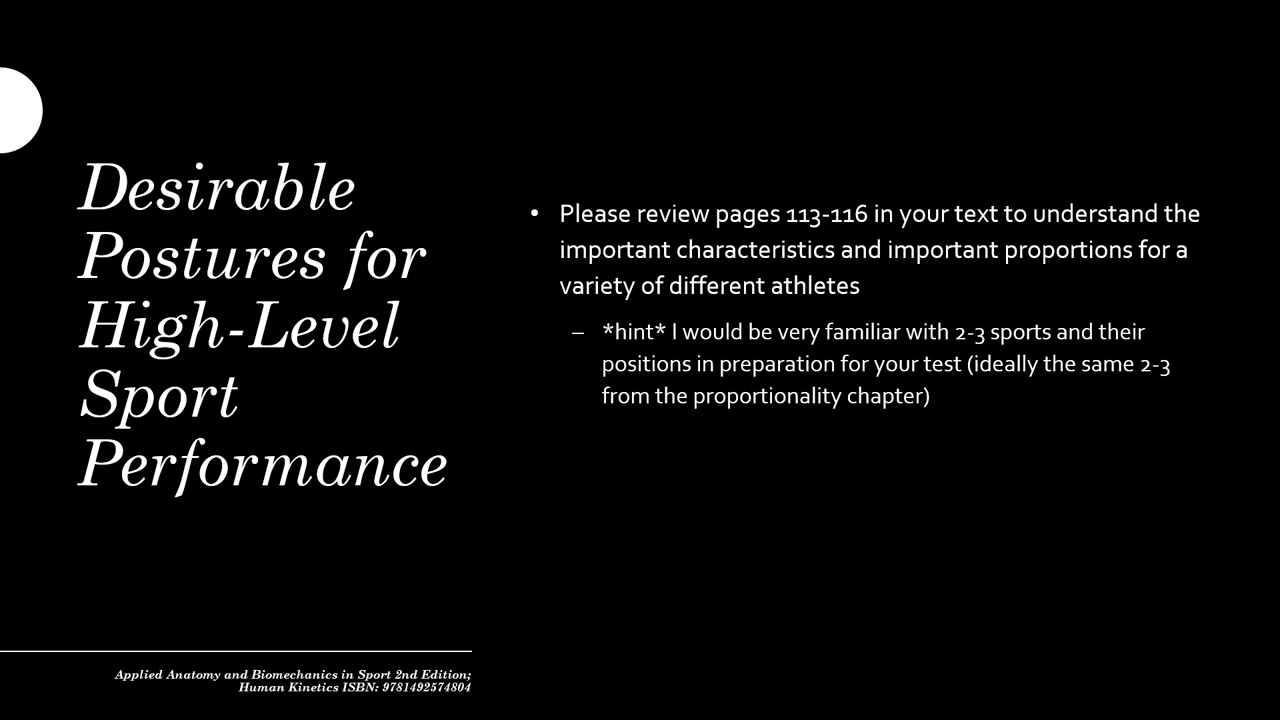 Desirable
Postures for
High-Level
Sport
Performance
• Please review pages 113-116 in your text to understand the
important characteristics and important proportions for a
variety of different athletes
– *hint* I would be very familiar with 2-3 sports and their
positions in preparation for your test (ideally the same 2-3
from the proportionality chapter)
Applied Anatomy and Biomechanics in Sport 2nd Edition;
Human Kinetics ISBN: 9781492574804